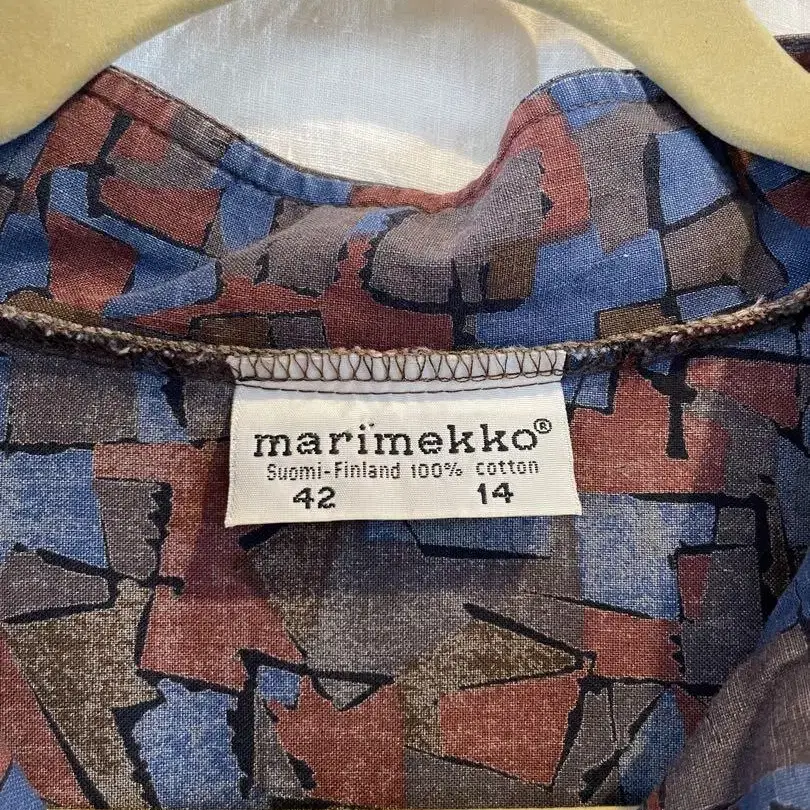 marimekko®
Suomi-Finland 100% cotton
42 14